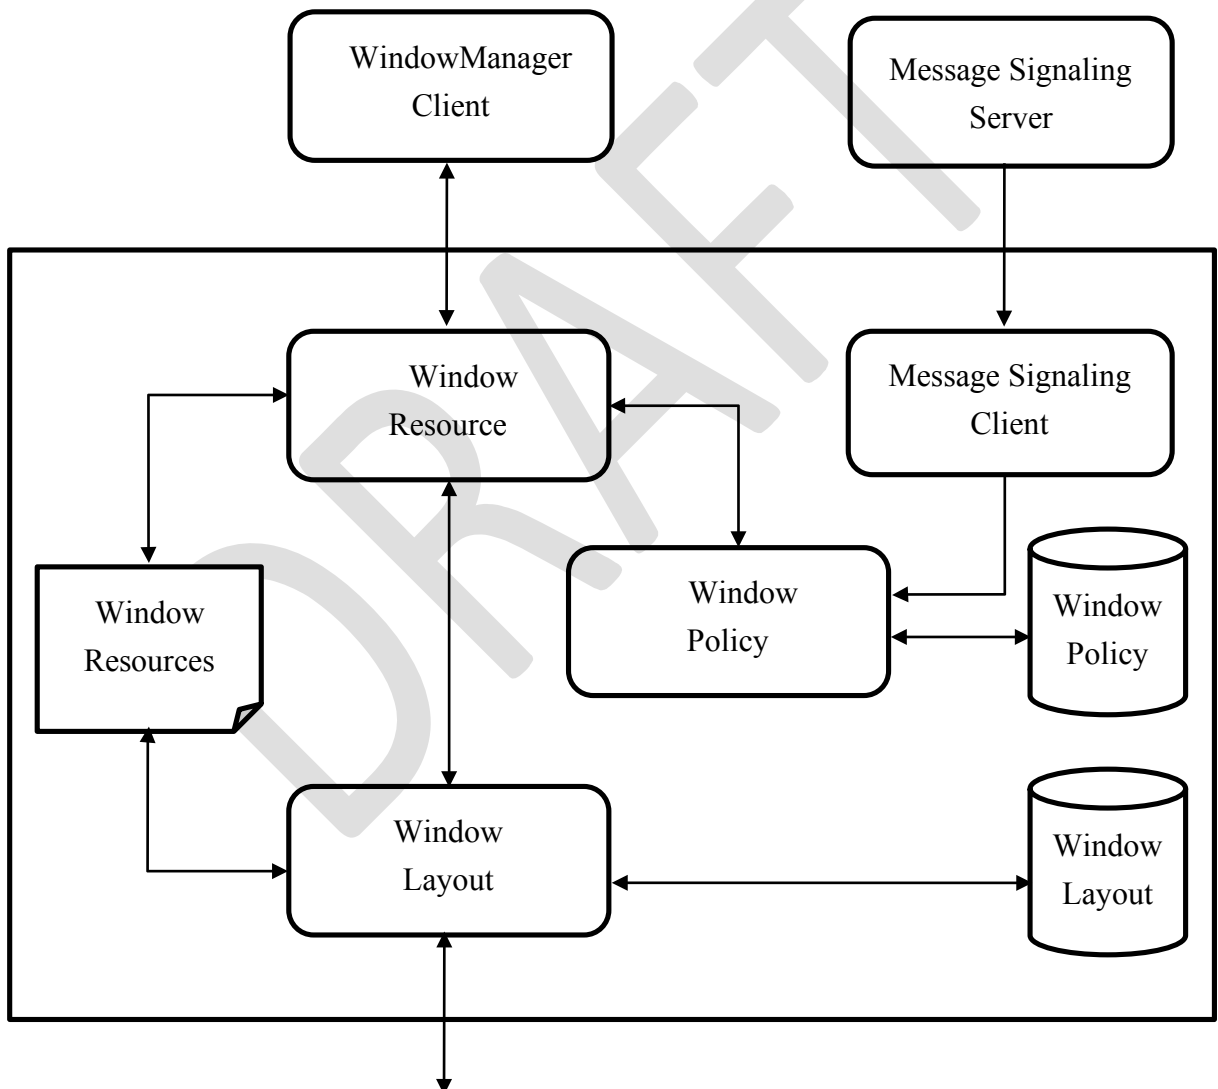 WindowManager
Client
Message Signaling
Server
Window
Resource
Message Signaling
Client
Window
Resources
Window
Policy
Window
Policy
Window
Layout
Window
Layout
DRAFT